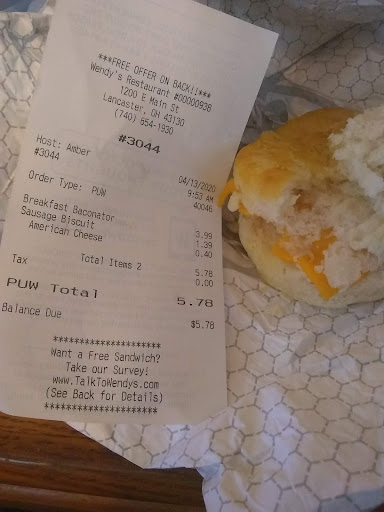 ***FREE OFFER ON BACK!!***
Wendy's Restaurant #00000938
1200 E Main St
Lancaster, OH 43130
(740) 654-1930
#3044
Host: Amber 04/13/2020
#3044 9:53 AM
40046
Order Type: PUW
Breakfast Baconator 3.99
Sausage Biscuit 1.39
American Cheese 0.40
Total Items 2 5.78
Tax 0.00
PUW Total 5.78
Balance Due $5.78
********************
Want a Free Sandwich?
Take our Survey!
www.TalkToWendys.com
(See Back for Details)
*********************